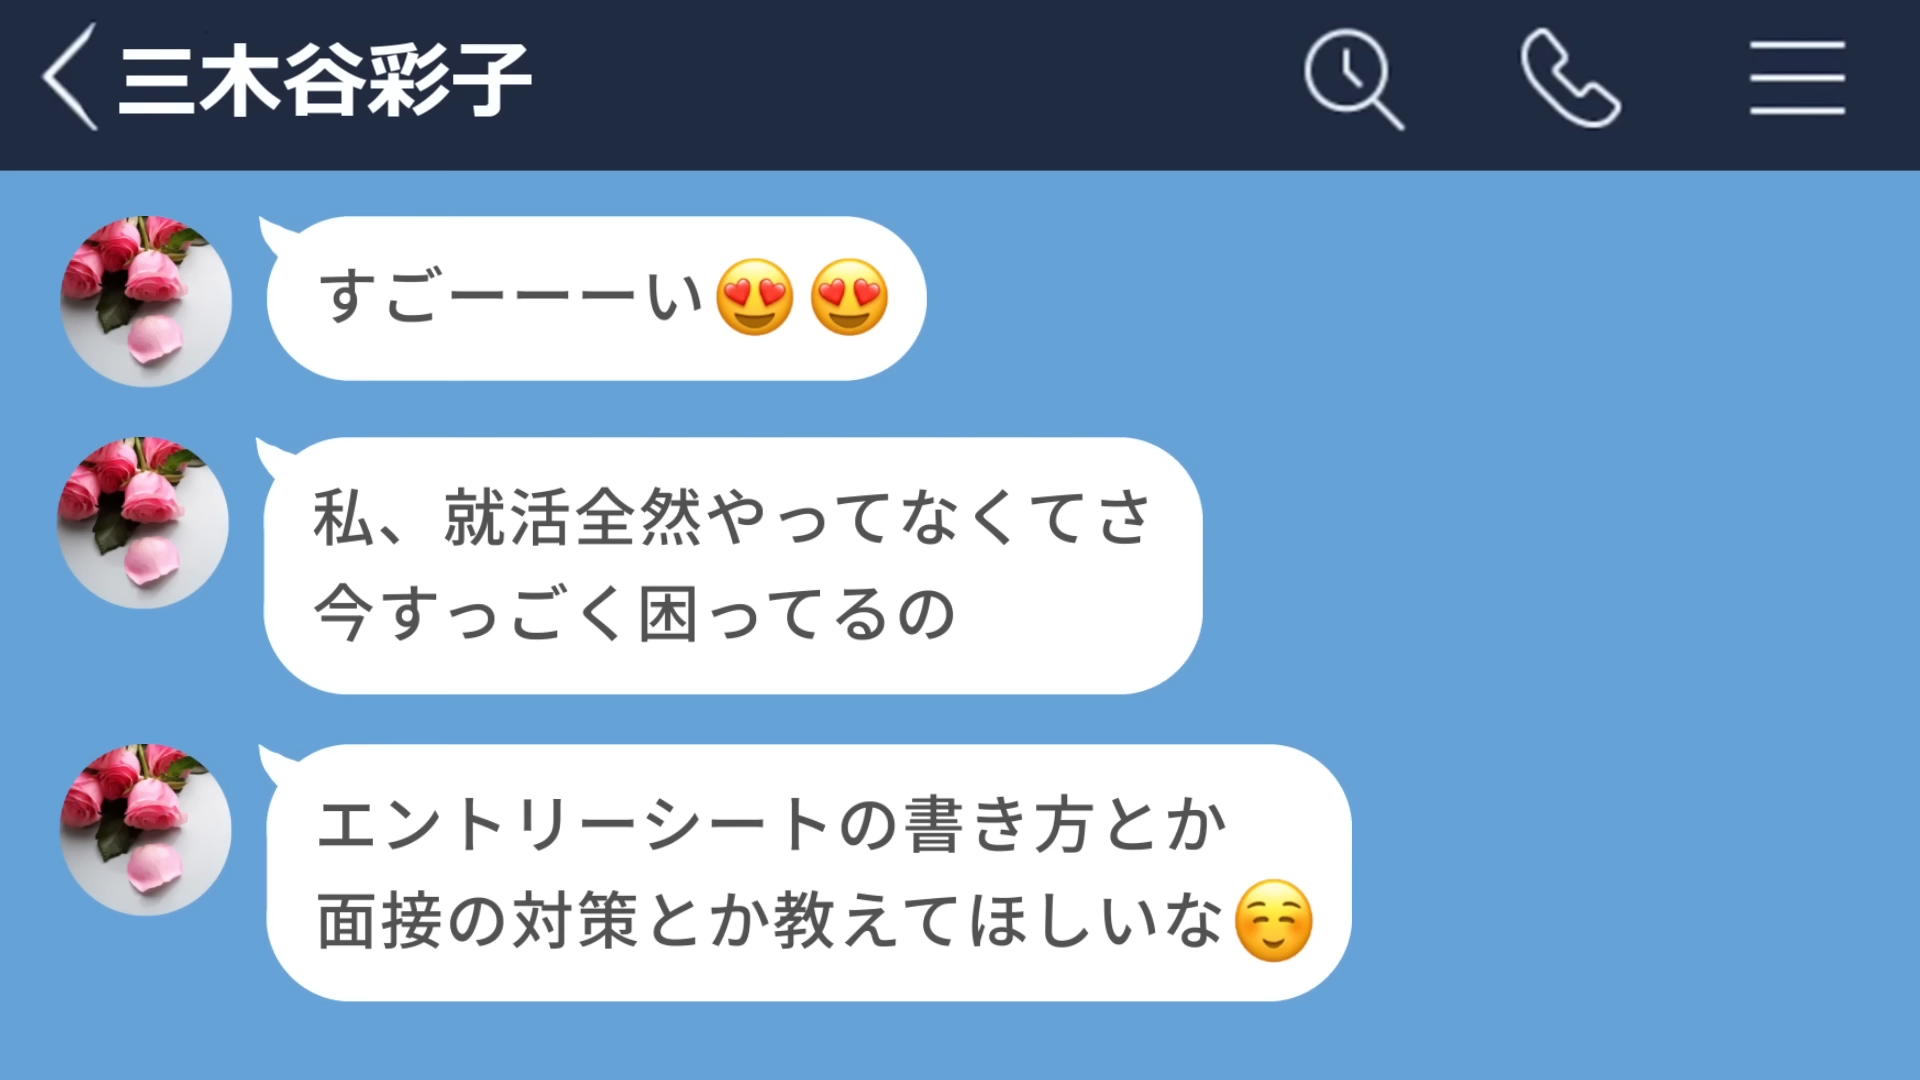 三木谷彩子
すごーーーい😍😍
私、就活全然やってなくてさ
今すっごく困ってるの
エントリーシートの書き方とか
面接の対策とか教えてほしいな☺️